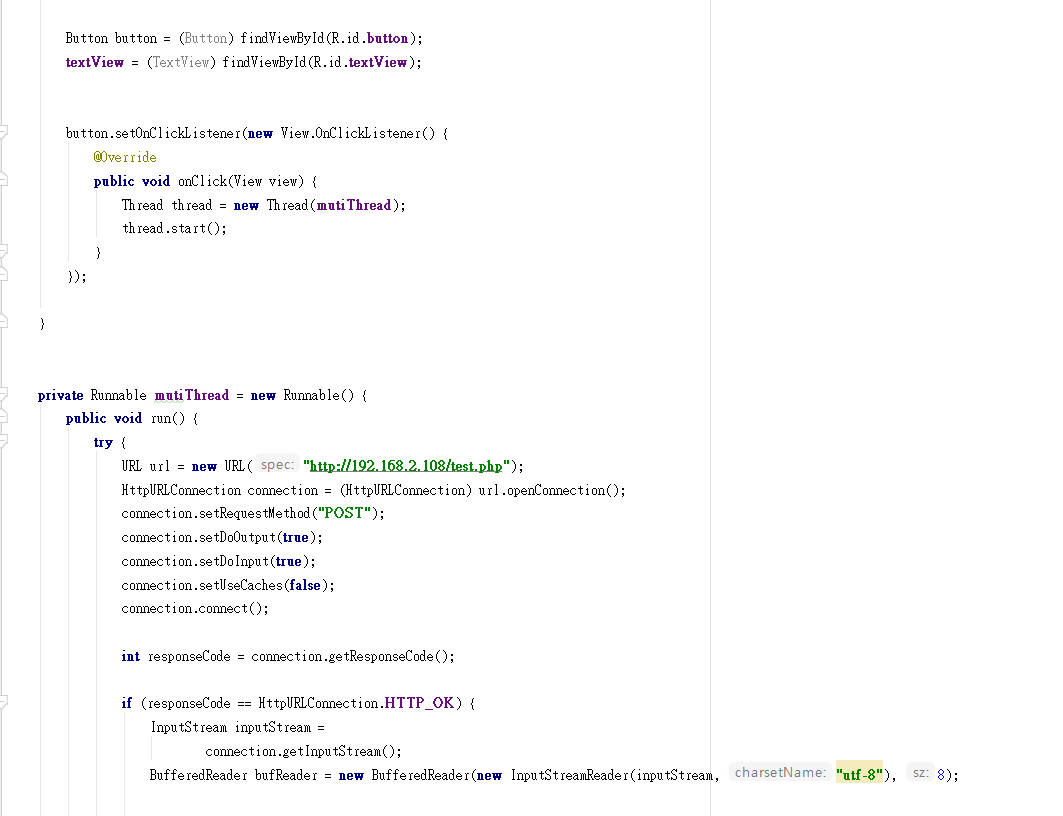 Button button = (Button) findViewById(R.id.button);
textView = (TextView) findViewById(R.id.textView);
button.setOnClickListener(new View.OnClickListener() {
@Override
public void onClick(View view) {
Thread thread = new Thread(mutiThread);
thread.start();
}
});
}
private Runnable mutiThread = new Runnable() {
public void run() {
try {
URL url = new URL( spec: "http://192.168.2.108/test.php");
HttpURLConnection connection = (HttpURLConnection) url.openConnection();
connection.setRequestMethod("POST");
connection.setDoOutput(true);
connection.setDoInput(true);
connection.setUseCaches(false);
connection.connect();
int responseCode = connection.getResponseCode();
if (responseCode == HttpURLConnection.HTTP_OK) {
InputStream inputStream =
connection.getInputStream();
BufferedReader bufReader = new BufferedReader(new InputStreamReader(inputStream, charsetName: "utf-8"), sz: 8);